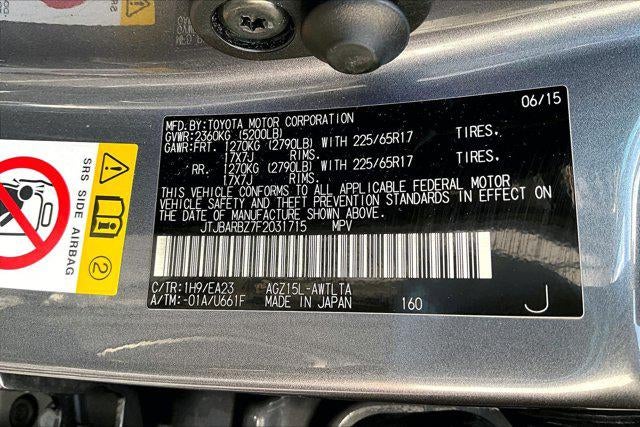 06/15
MFD.BY:TOYOTA MOTOR CORPORATION
GVWR:2360KG (5200LB)
GAWR:FRT. 1270KG (2790LB) WITH 225/65R17 TIRES.
17X7J RIMS.
RR. 1270KG (2790LB) WITH 225/65R17 TIRES.
17X7J RIMS.
THIS VEHICLE CONFORMS TO ALL APPLICABLE FEDERAL MOTOR
VEHICLE SAFETY AND THEFT PREVENTION STANDARDS IN EFFECT ON
THE DATE OF MANUFACTURE SHOWN ABOVE.
JTJBARBZ7F2031715 MPV
C/TR:1H9/EA23 AGZ15L-AWTLTA
A/TM:-01A/U661F MADE IN JAPAN 160 J
SRS SIDE AIRBAG
2